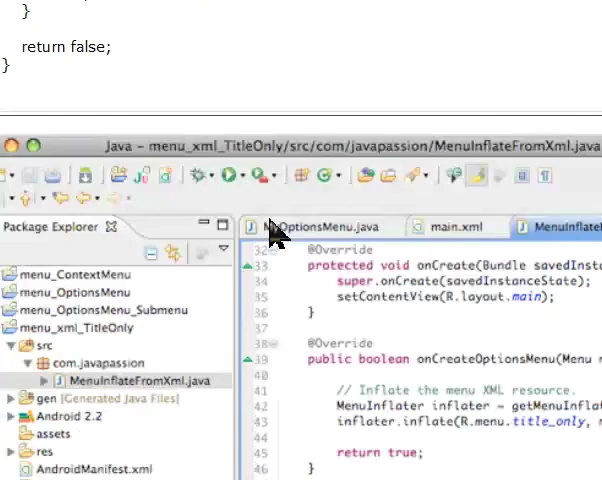 }
return false;
}
Java - menu_xml_TitleOnly/src/com/javapassion/MenuInflateFromXml.java
Package Explorer
OptionsMenu.java
main.xml
MenuInflate
menu_ContextMenu
menu_OptionsMenu
menu_OptionsMenu_Submenu
menu_xml_TitleOnly
src
com.javapassion
MenuInflateFromXml.java
gen [Generated Java Files]
Android 2.2
assets
res
AndroidManifest.xml
32 @Override
33 protected void onCreate(Bundle savedInsta
34 super.onCreate(savedInstanceState);
35 setContentView(R.layout.main);
36 }
37
38 @Override
39 public boolean onCreateOptionsMenu(Menu
40
41 // Inflate the menu XML resource.
42 MenuInflater inflater = getMenuInfla
43 inflater.inflate(R.menu.title_only,
44
45 return true;
46 }